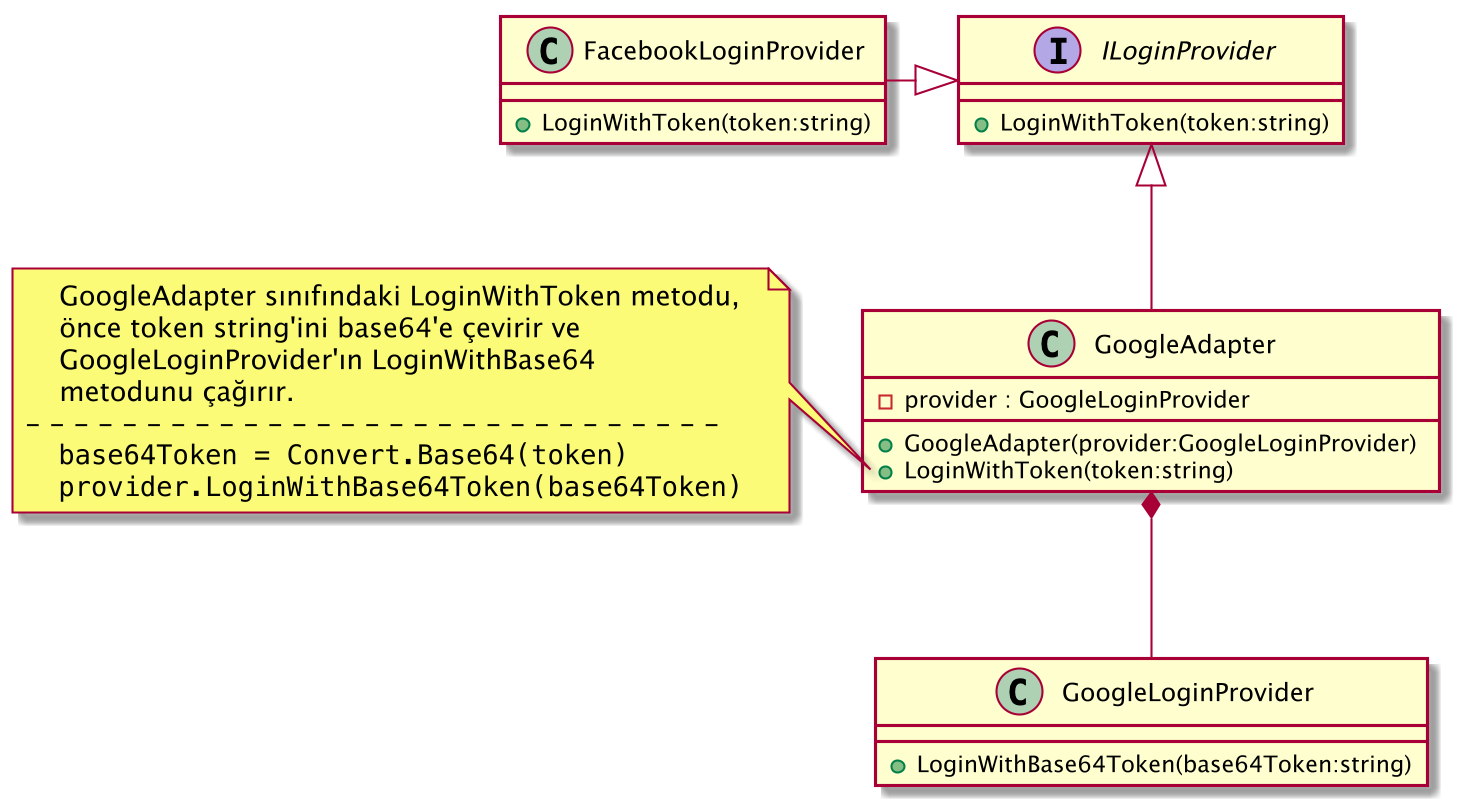 C FacebookLoginProvider
LoginWithToken(token:string)
I ILoginProvider
LoginWithToken(token:string)
GoogleAdapter sınıfındaki LoginWithToken metodu,
önce token string'ini base64'e çevirir ve
GoogleLoginProvider'ın LoginWithBase64
metodunu çağırır.
base64Token = Convert.Base64(token)
provider.LoginWithBase64Token(base64Token)
C GoogleAdapter
provider : GoogleLoginProvider
GoogleAdapter(provider:GoogleLoginProvider)
LoginWithToken(token:string)
C GoogleLoginProvider
LoginWithBase64Token(base64Token:string)